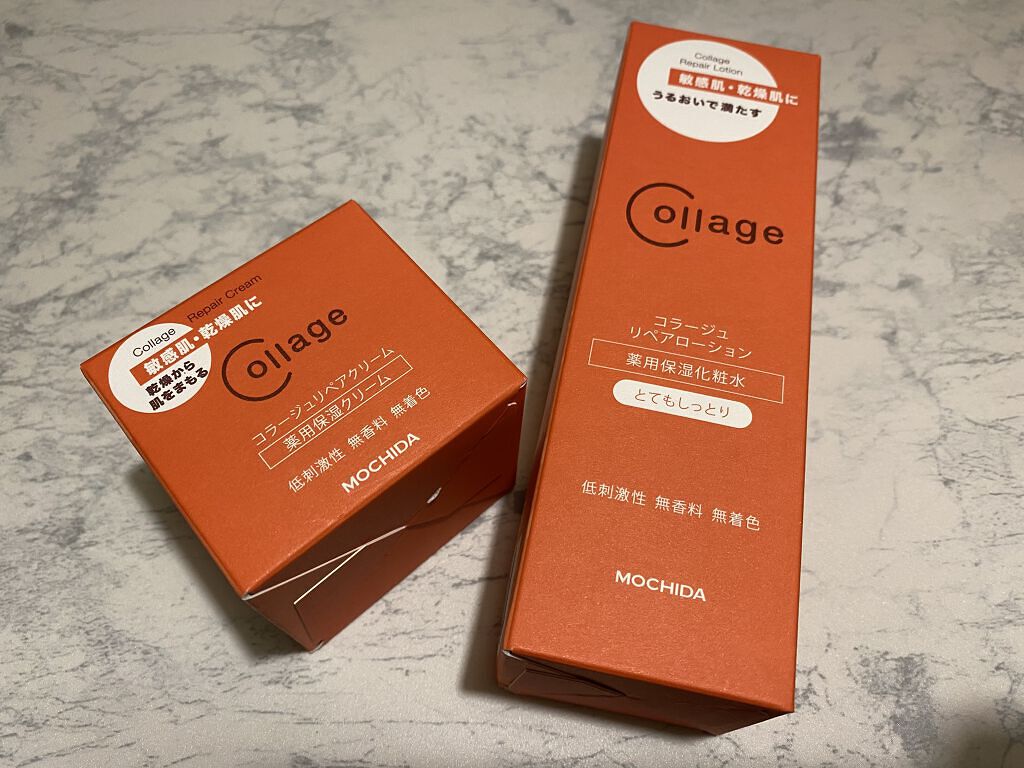 Collage
Repair Cream
敏感肌・乾燥肌に
乾燥から
肌をまもる
Collage
コラージュリペアクリーム
薬用保湿クリーム
低刺激性 無香料 無着色
MOCHIDA
Collage
Repair Lotion
敏感肌・乾燥肌に
うるおいで満たす
Collage
コラージュ
リペアローション
薬用保湿化粧水
とてもしっとり
低刺激性 無香料 無着色
MOCHIDA